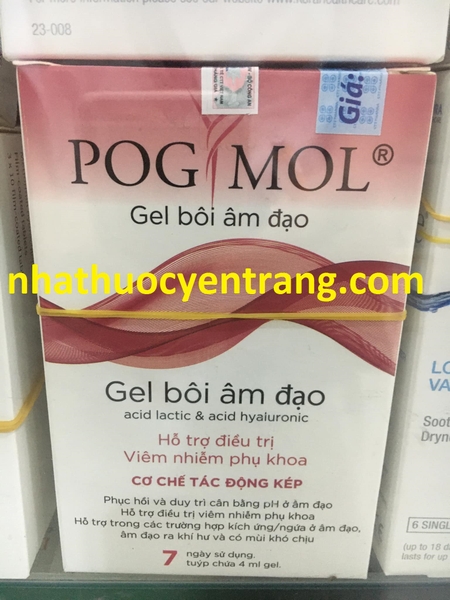 23-008
Giá:
POGYMOL®
Gel bôi âm đạo
nhathuocyentrang.com
Gel bôi âm đạo
acid lactic & acid hyaluronic
Hỗ trợ điều trị
Viêm nhiễm phụ khoa
CƠ CHẾ TÁC ĐỘNG KÉP
Phục hồi và duy trì cân bằng pH ở âm đạo
Hỗ trợ điều trị viêm nhiễm phụ khoa
Hỗ trợ trong các trường hợp kích ứng/ngứa ở âm đạo,
âm đạo ra khí hư và có mùi khó chịu
7 ngày sử dụng.
tuýp chứa 4 ml gel.
LO
VA
Soot
Dryn
6 SINGL
(up to 18 d
lasts for up